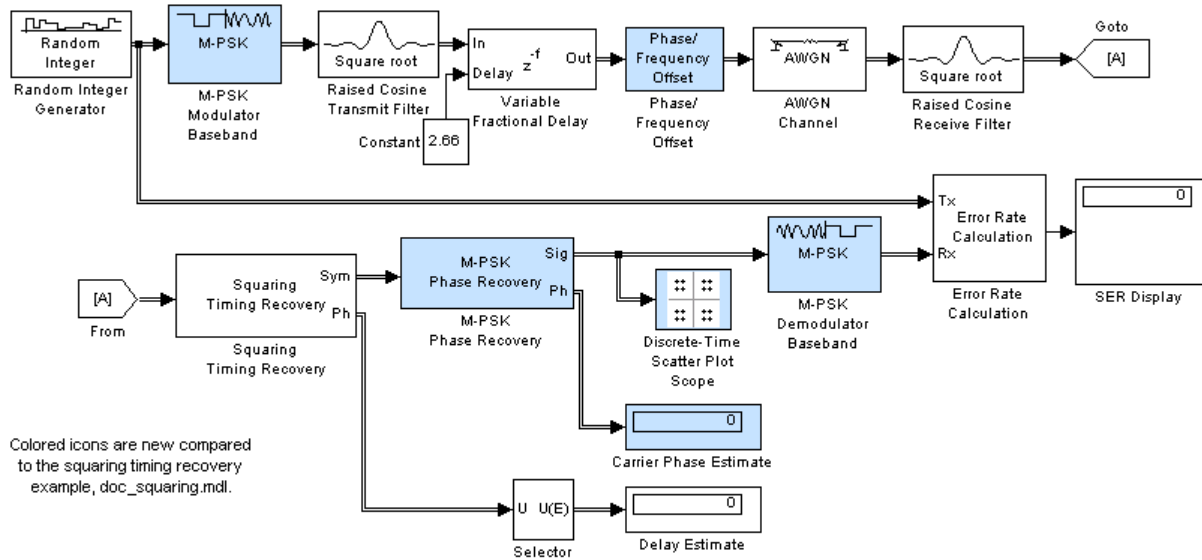 Random
Integer
Random Integer
Generator
M-PSK
M-PSK
Modulator
Baseband
Square root
Raised Cosine
Transmit Filter
Constant
2.66
In
Delay
z-f
Out
Variable
Fractional Delay
Phase/
Frequency
Offset
Phase/
Frequency
Offset
AWGN
AWGN
Channel
Square root
Raised Cosine
Receive Filter
Goto
[A]
[A]
From
Squaring
Timing Recovery
Sym
Ph
Squaring
Timing Recovery
M-PSK
Phase Recovery
Sig
Ph
M-PSK
Phase Recovery
Discrete-Time
Scatter Plot
Scope
M-PSK
M-PSK
Demodulator
Baseband
Tx
Rx
Error Rate
Calculation
Error Rate
Calculation
0
SER Display
0
Carrier Phase Estimate
Colored icons are new compared
to the squaring timing recovery
example, doc_squaring.mdl.
U U(E)
Selector
0
Delay Estimate